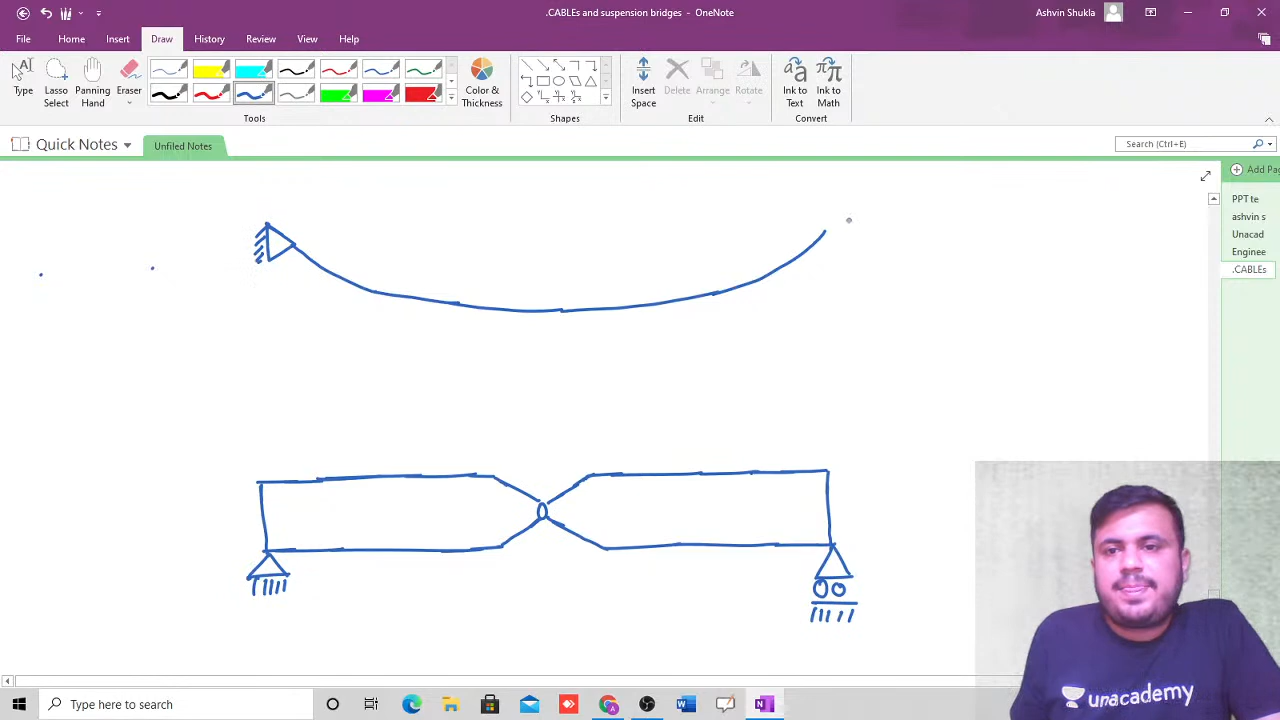 .CABLEs and suspension bridges - OneNote
Ashvin Shukla
File Home Insert Draw History Review View Help
Type
Lasso Select
Panning Hand
Eraser
Color & Thickness
Insert Space
Delete
Arrange
Rotate
Ink to Text
Ink to Math
Tools
Shapes
Edit
Convert
Quick Notes
Unfiled Notes
Search (Ctrl+E)
Add Pa
PPT te
ashvin s
Unacad
Enginee
.CABLEs
unacademy
Type here to search